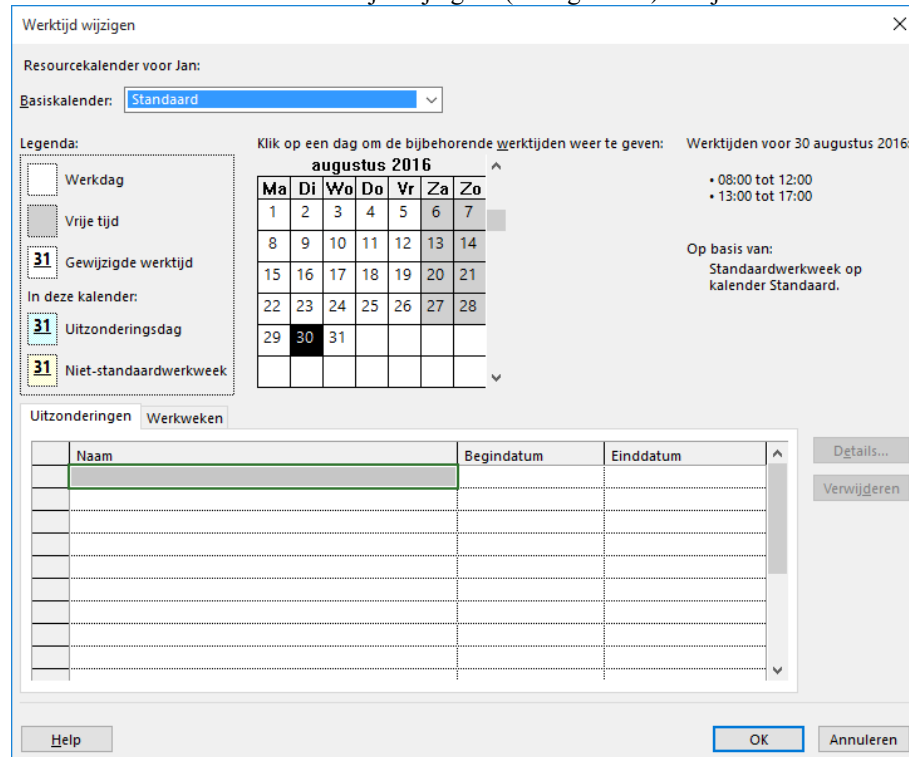 Werktijd wijzigen
Resourcekalender voor Jan:
Basiskalender: Standaard
Legenda:
Werkdag
Vrije tijd
31 Gewijzigde werktijd
In deze kalender:
31 Uitzonderingsdag
31 Niet-standaardwerkweek
Klik op een dag om de bijbehorende werktijden weer te geven:
augustus 2016
Ma Di Wo Do Vr Za Zo
1 2 3 4 5 6 7
8 9 10 11 12 13 14
15 16 17 18 19 20 21
22 23 24 25 26 27 28
29 30 31
Werktijden voor 30 augustus 2016:
• 08:00 tot 12:00
• 13:00 tot 17:00
Op basis van:
Standaardwerkweek op
kalender Standaard.
Uitzonderingen Werkweken
Naam Begindatum Einddatum
Details...
Verwijderen
Help OK Annuleren